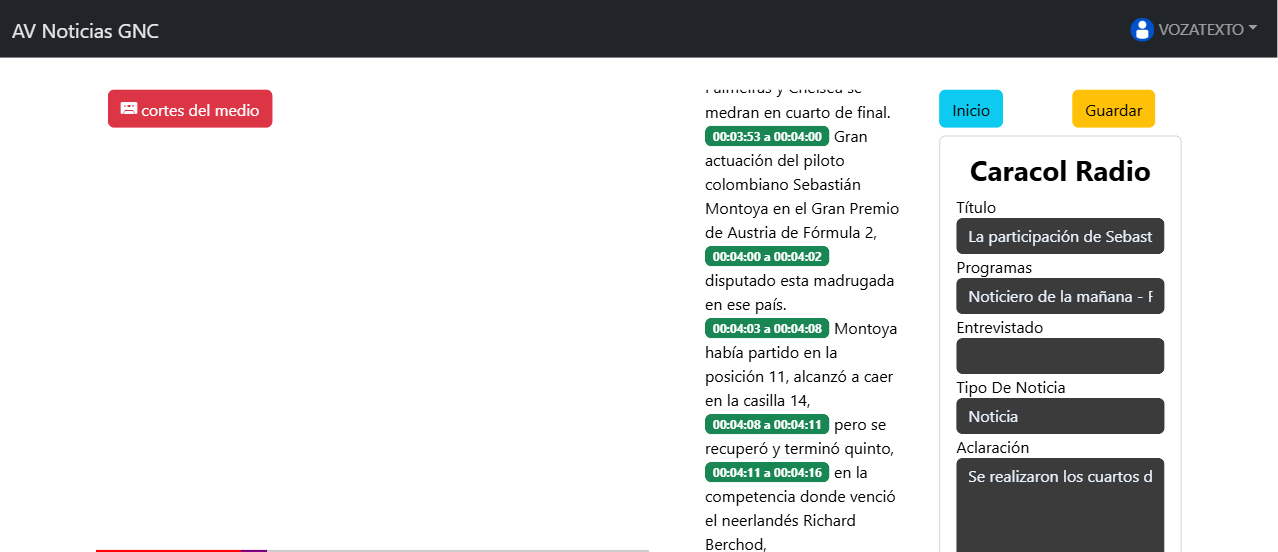 AV Noticias GNC
VOZATEXTO
cortes del medio
Palmeiras y Chelsea se
medran en cuarto de final.
00:03:53 a 00:04:00 Gran
actuación del piloto
colombiano Sebastián
Montoya en el Gran Premio
de Austria de Fórmula 2,
00:04:00 a 00:04:02
disputado esta madrugada
en ese país.
00:04:03 a 00:04:08 Montoya
había partido en la
posición 11, alcanzó a caer
en la casilla 14,
00:04:08 a 00:04:11 pero se
recuperó y terminó quinto,
00:04:11 a 00:04:16 en la
competencia donde venció
el neerlandés Richard
Berchod,
Inicio
Guardar
Caracol Radio
Título
La participación de Sebast
Programas
Noticiero de la mañana -
Entrevistado
Tipo De Noticia
Noticia
Aclaración
Se realizaron los cuartos d